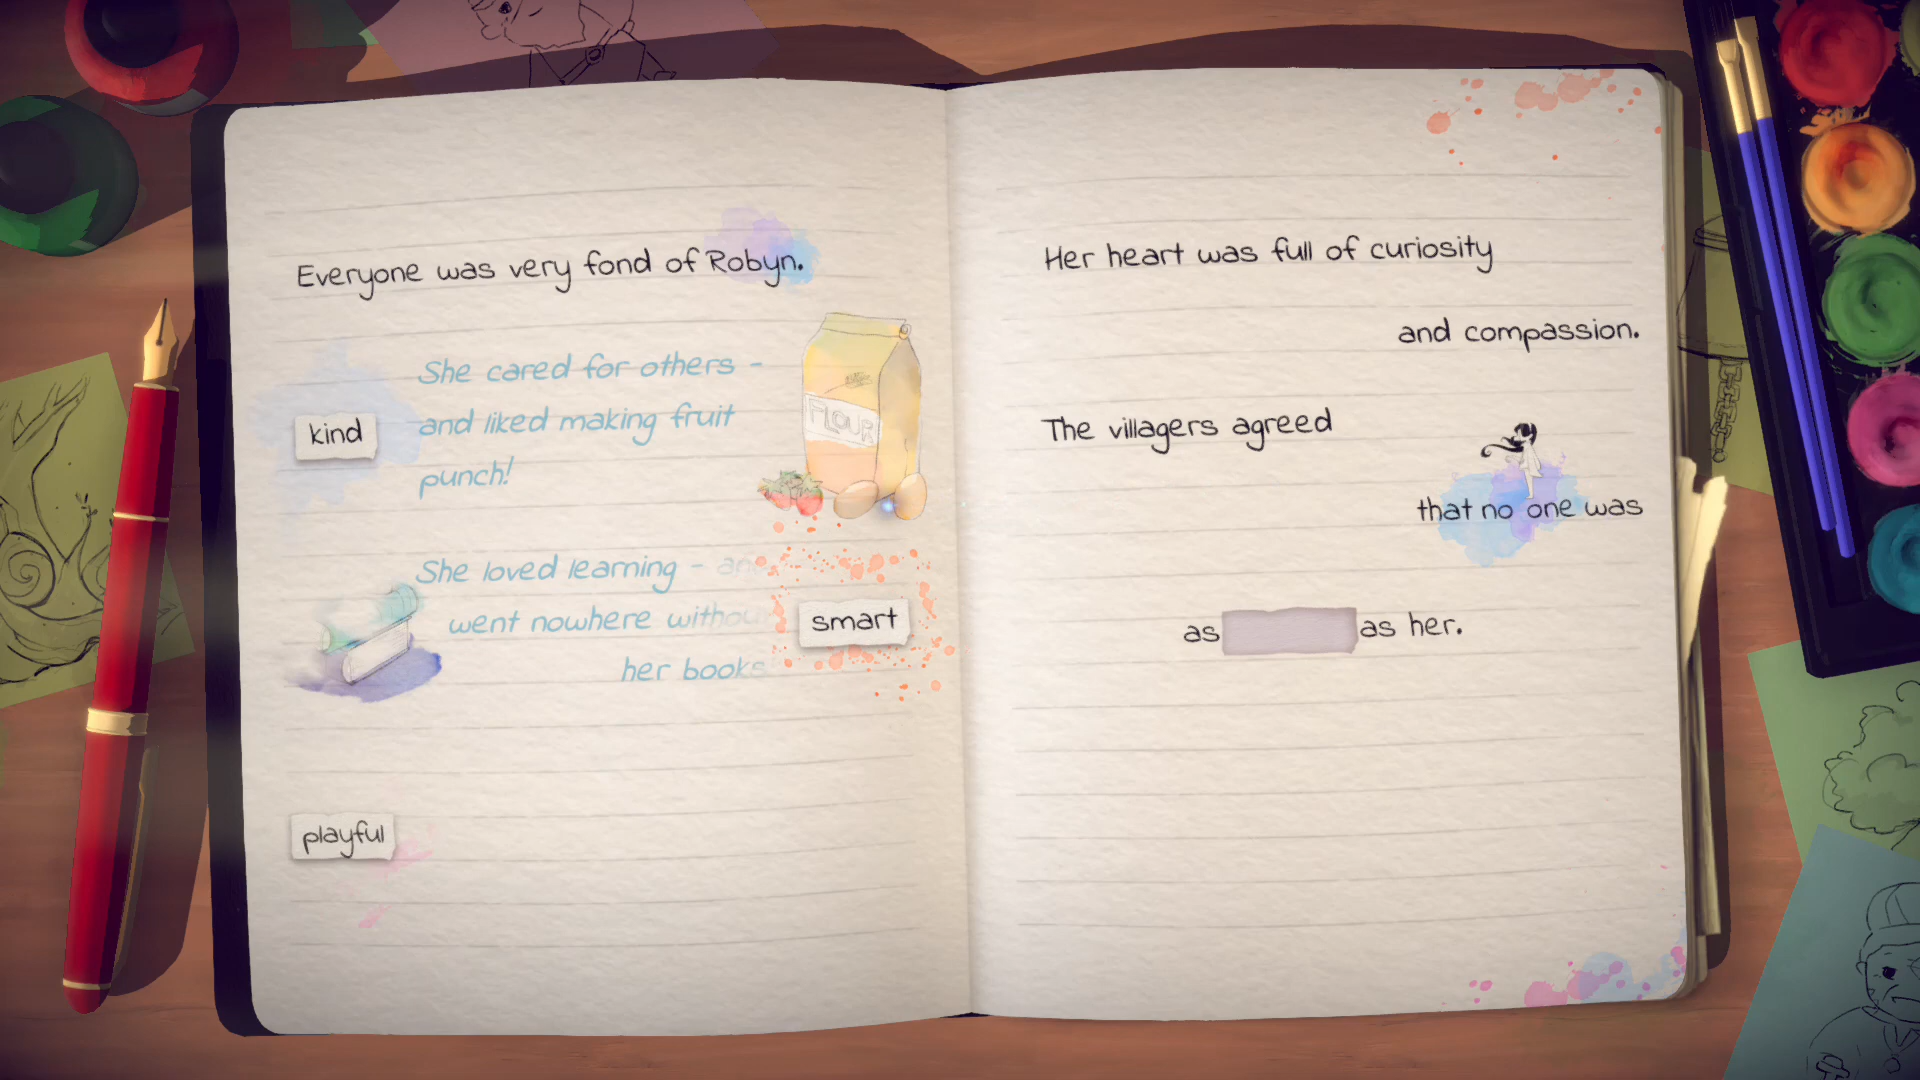 Everyone was very fond of Robyn.
She cared for others -
and liked making fruit
punch!
kind
FLOUR
She loved learning - and
went nowhere without
her books
smart
playful
Her heart was full of curiosity
and compassion.
The villagers agreed
that no one was
as
as her.